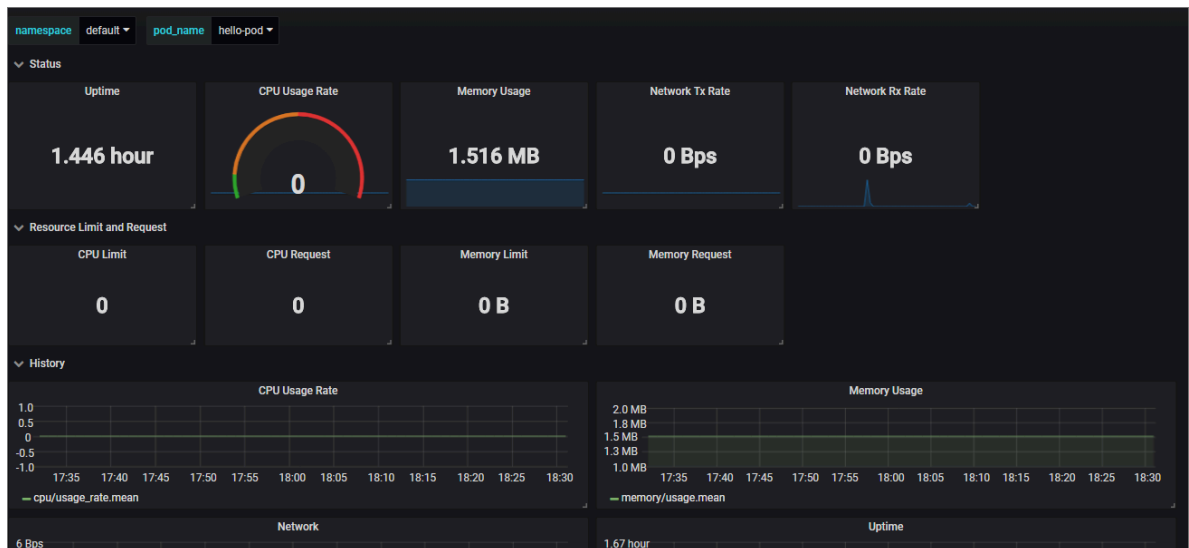 namespace default pod_name hello-pod
Status
Uptime CPU Usage Rate Memory Usage Network Tx Rate Network Rx Rate
1.446 hour 0 1.516 MB 0 Bps 0 Bps
Resource Limit and Request
CPU Limit CPU Request Memory Limit Memory Request
0 0 0 B 0 B
History
CPU Usage Rate
1.0
0.5
0
-0.5
-1.0
17:35 17:40 17:45 17:50 17:55 18:00 18:05 18:10 18:15 18:20 18:25 18:30
cpu/usage_rate.mean
Memory Usage
2.0 MB
1.8 MB
1.5 MB
1.3 MB
1.0 MB
17:35 17:40 17:45 17:50 17:55 18:00 18:05 18:10 18:15 18:20 18:25 18:30
memory/usage.mean
Network
6 Bps
Uptime
1.67 hour